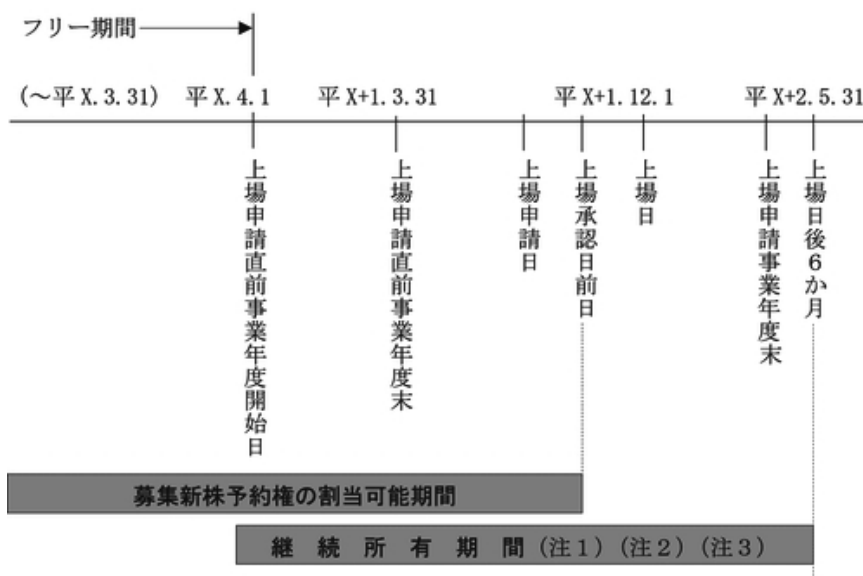 フリー期間
(～平X.3.31) 平X.4.1 平X+1.3.31 平X+1.12.1 平X+2.5.31
上場申請直前事業年度開始日
上場申請直前事業年度末
上場申請日
上場承認日前日
上場日
上場申請事業年度末
上場日後6か月
募集新株予約権の割当可能期間
継続所有期間(注1)(注2)(注3)